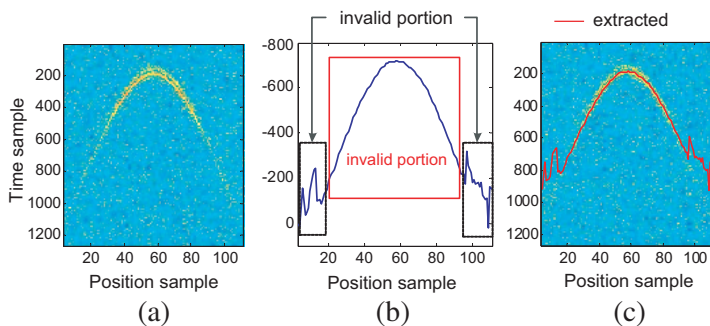 invalid portion
extracted
Time sample
200
400
600
800
1000
1200
20 40 60 80 100
Position sample
(a)
-800
-600
-400
-200
0
invalid portion
20 40 60 80 100
Position sample
(b)
200
400
600
800
1000
1200
20 40 60 80 100
Position sample
(c)